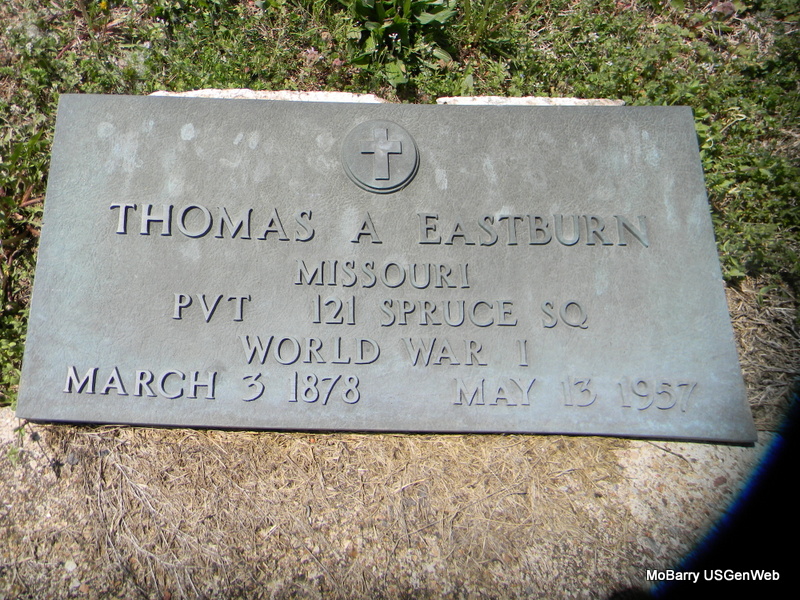 THOMAS A EASTBURN
MISSOURI
PVT 121 SPRUCE SQ
WORLD WAR I
MARCH 3 1878 MAY 13 1957
MoBarry USGenWeb